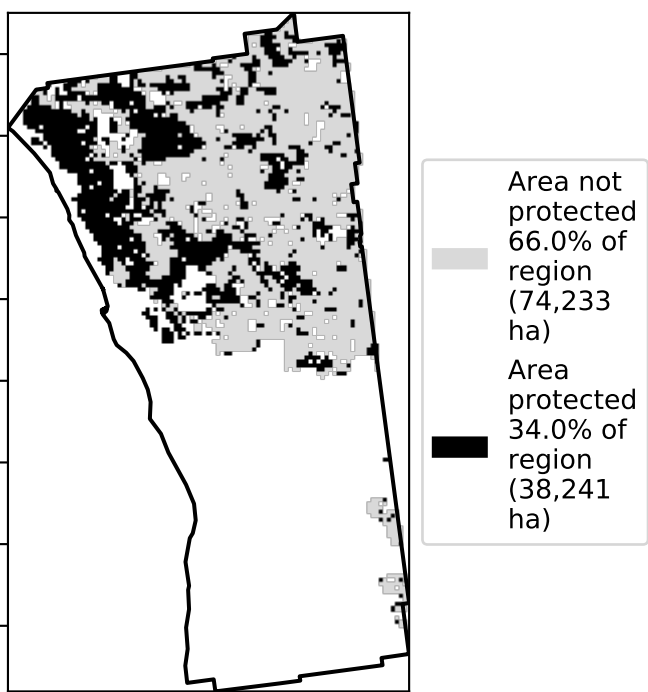 Area not
protected
66.0% of
region
(74,233
ha)
Area
protected
34.0% of
region
(38,241
ha)